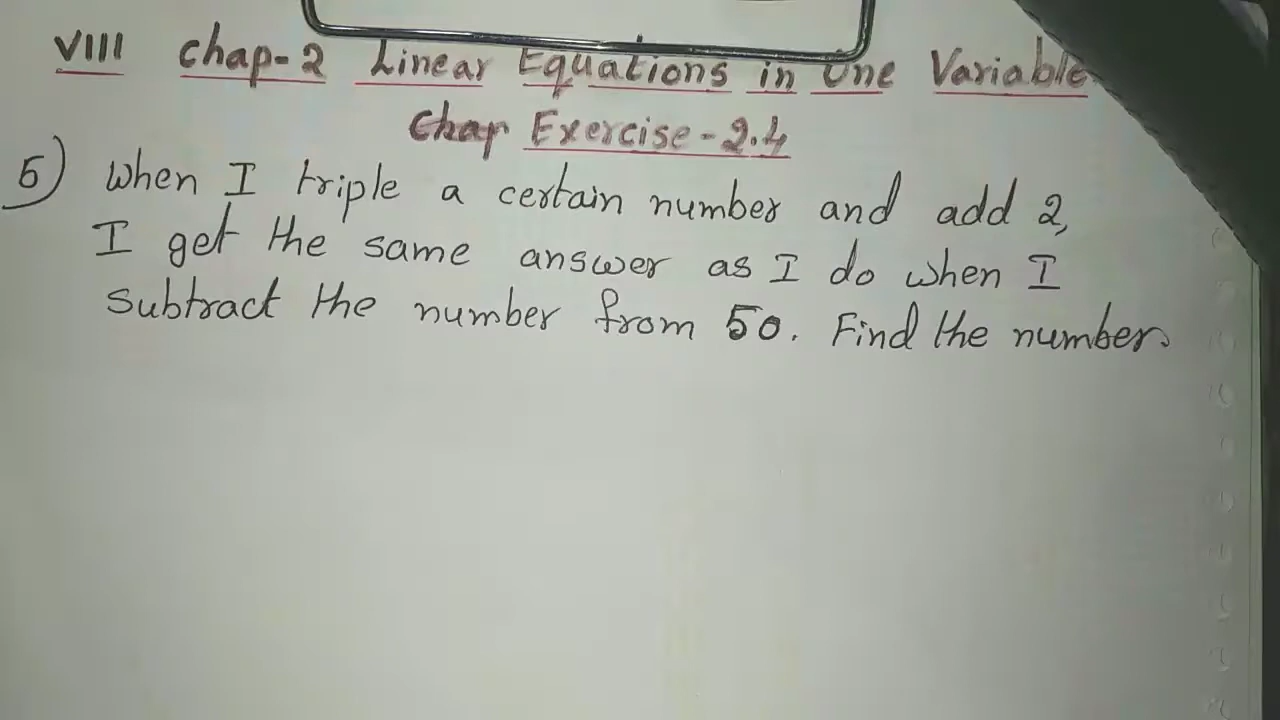 VIII Chap-2 Linear Equations in One Variable
Chap Exercise-2.4
5) When I triple a certain number and add 2,
I get the same answer as I do when I
subtract the number from 50. Find the number.